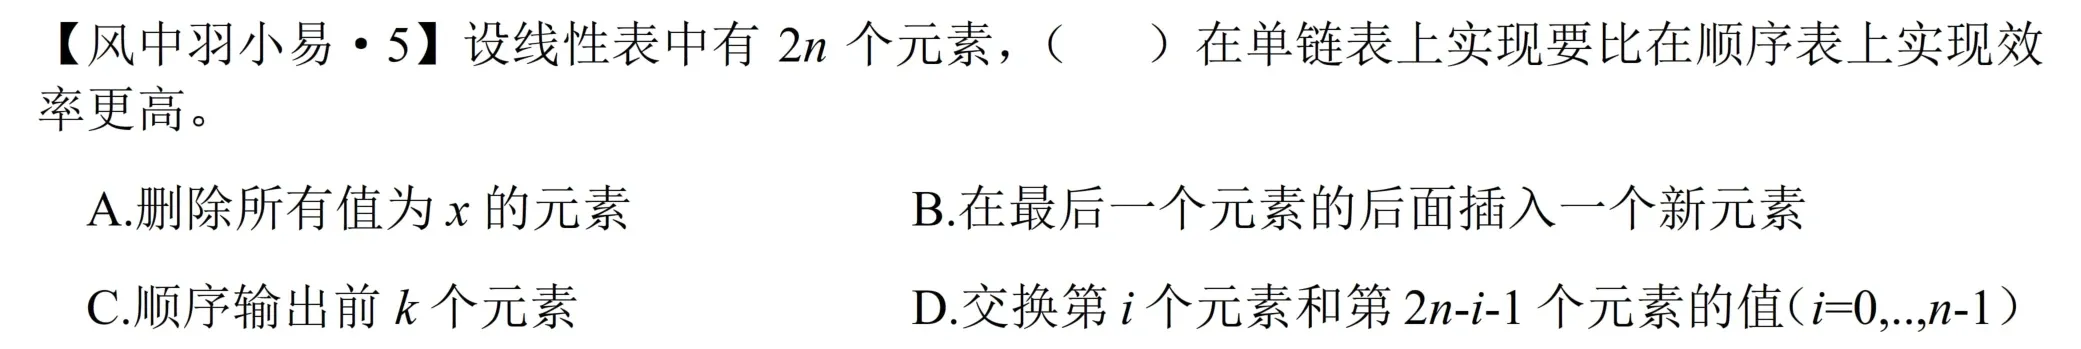 【风中羽小易·5】设线性表中有 2n 个元素，（　　）在单链表上实现要比在顺序表上实现效
率更高。
A.删除所有值为 x 的元素　　B.在最后一个元素的后面插入一个新元素
C.顺序输出前 k 个元素　　D.交换第 i 个元素和第 2n-i-1 个元素的值（i=0,..,n-1）